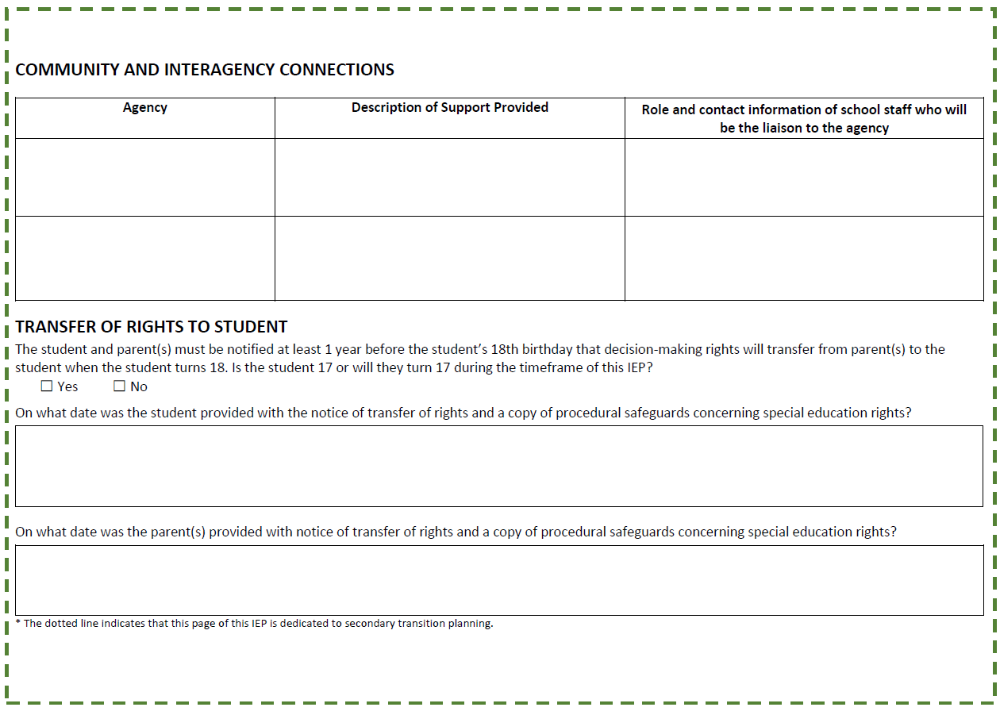 COMMUNITY AND INTERAGENCY CONNECTIONS
Agency
Description of Support Provided
Role and contact information of school staff who will
be the liaison to the agency
TRANSFER OF RIGHTS TO STUDENT
The student and parent(s) must be notified at least 1 year before the student’s 18th birthday that decision-making rights will transfer from parent(s) to the
student when the student turns 18. Is the student 17 or will they turn 17 during the timeframe of this IEP?
☐ Yes ☐ No
On what date was the student provided with the notice of transfer of rights and a copy of procedural safeguards concerning special education rights?
On what date was the parent(s) provided with notice of transfer of rights and a copy of procedural safeguards concerning special education rights?
* The dotted line indicates that this page of this IEP is dedicated to secondary transition planning.